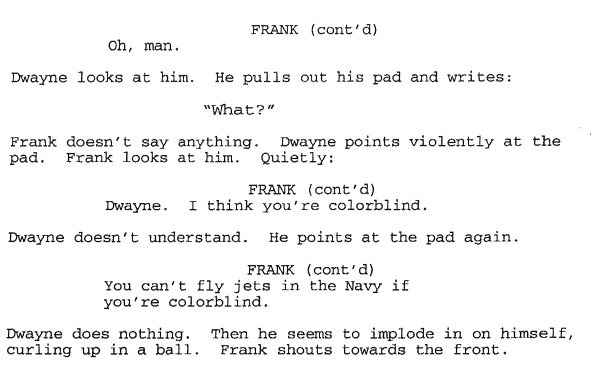 FRANK (cont'd)
Oh, man.
Dwayne looks at him. He pulls out his pad and writes:
"What?"
Frank doesn't say anything. Dwayne points violently at the
pad. Frank looks at him. Quietly:
FRANK (cont'd)
Dwayne. I think you're colorblind.
Dwayne doesn't understand. He points at the pad again.
FRANK (cont'd)
You can't fly jets in the Navy if
you're colorblind.
Dwayne does nothing. Then he seems to implode in on himself,
curling up in a ball. Frank shouts towards the front.